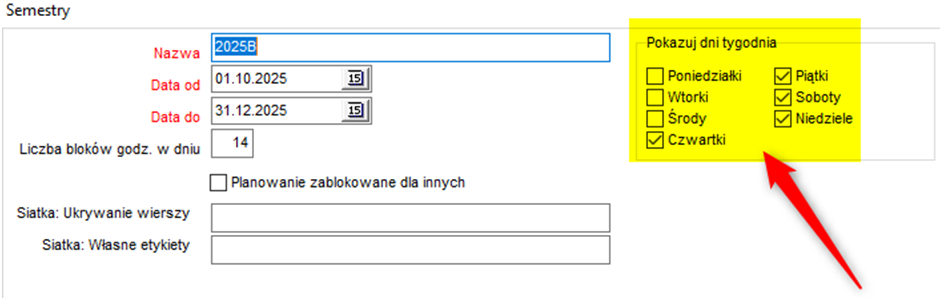 Semestry
Nazwa 2025B
Data od 01.10.2025 15
Data do 31.12.2025 15
Liczba bloków godz. w dniu 14
Planowanie zablokowane dla innych
Siatka: Ukrywanie wierszy
Siatka: Własne etykiety
Pokazuj dni tygodnia
Poniedziałki Piątki
Wtorki Soboty
Środy Niedziele
Czwartki